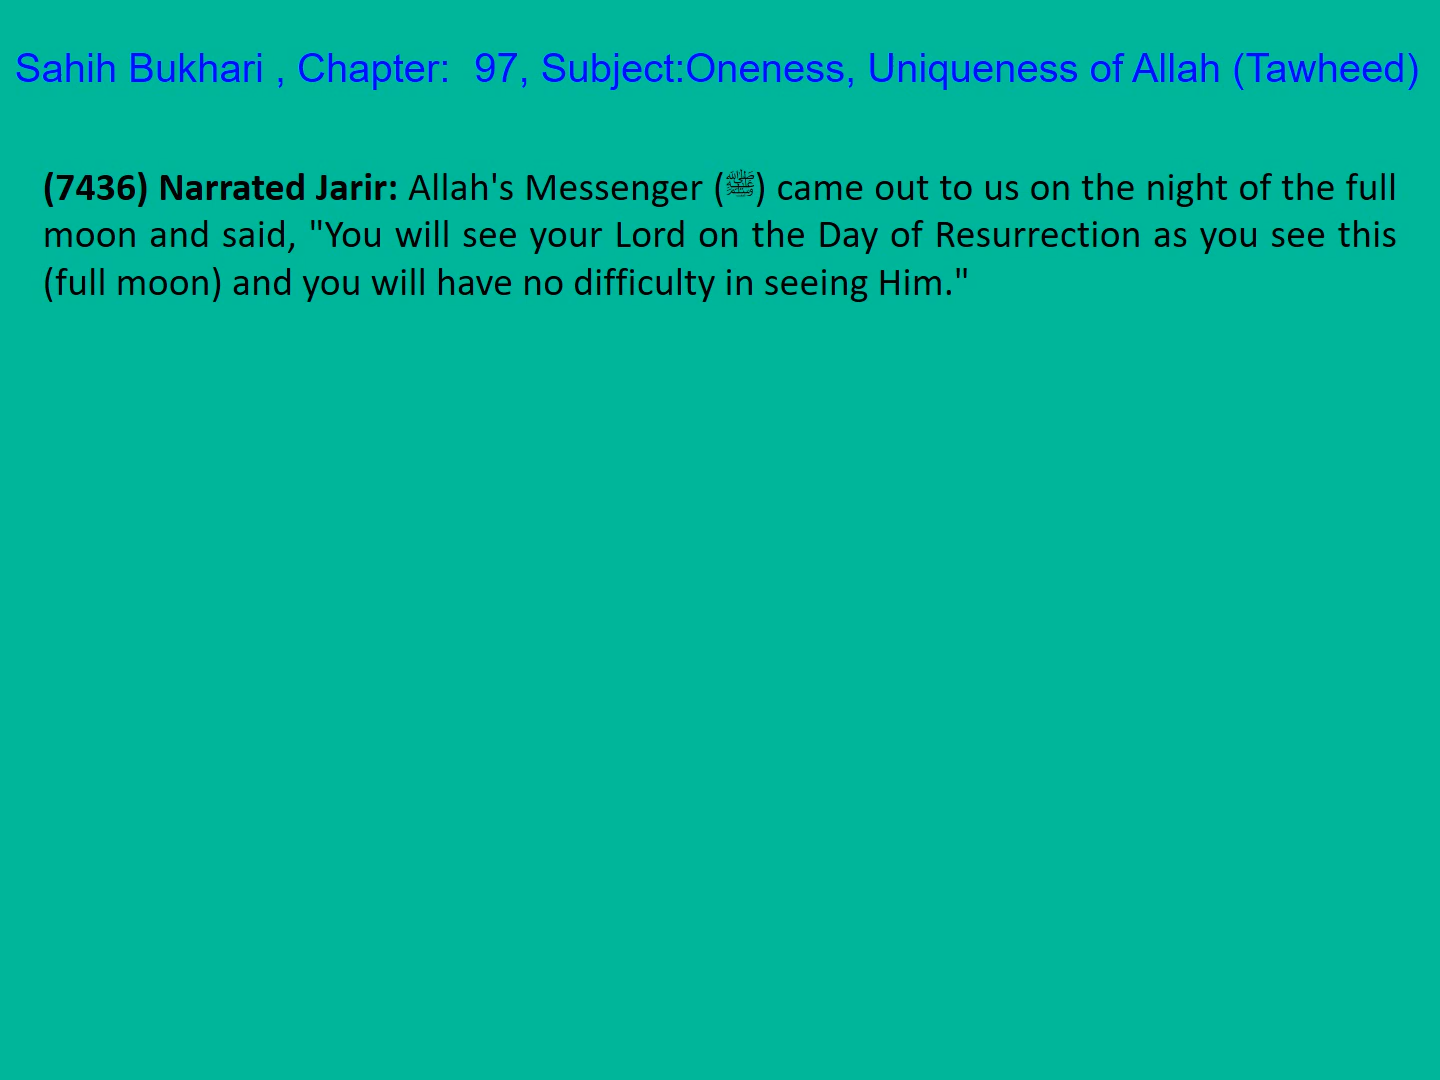 Sahih Bukhari , Chapter:  97, Subject:Oneness, Uniqueness of Allah (Tawheed)
(7436) Narrated Jarir: Allah's Messenger (ﷺ) came out to us on the night of the full
moon and said, "You will see your Lord on the Day of Resurrection as you see this
(full moon) and you will have no difficulty in seeing Him."